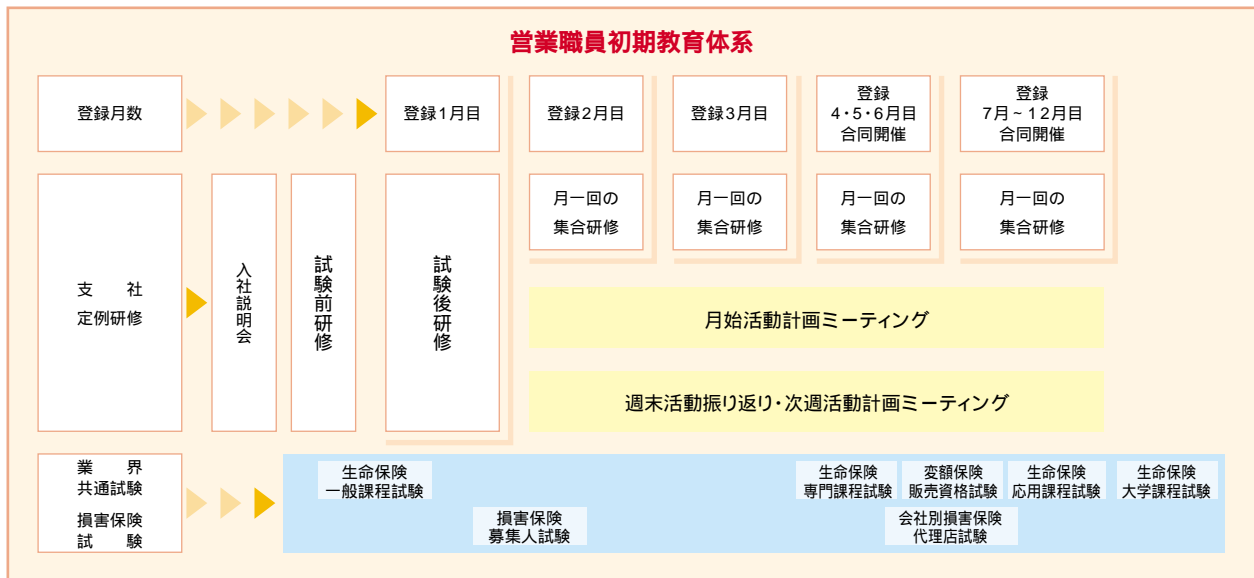 営業職員初期教育体系
登録月数
登録1月目
登録2月目
登録3月目
登録
4・5・6月目
合同開催
登録
7月~12月目
合同開催
支　　社
定例研修
入社説明会
試験前研修
試験後研修
月一回の
集合研修
月一回の
集合研修
月一回の
集合研修
月一回の
集合研修
月始活動計画ミーティング
週末活動振り返り・次週活動計画ミーティング
業　　界
共通試験
損害保険
試　　験
生命保険
一般課程試験
損害保険
募集人試験
生命保険
専門課程試験
変額保険
販売資格試験
生命保険
応用課程試験
生命保険
大学課程試験
会社別損害保険
代理店試験